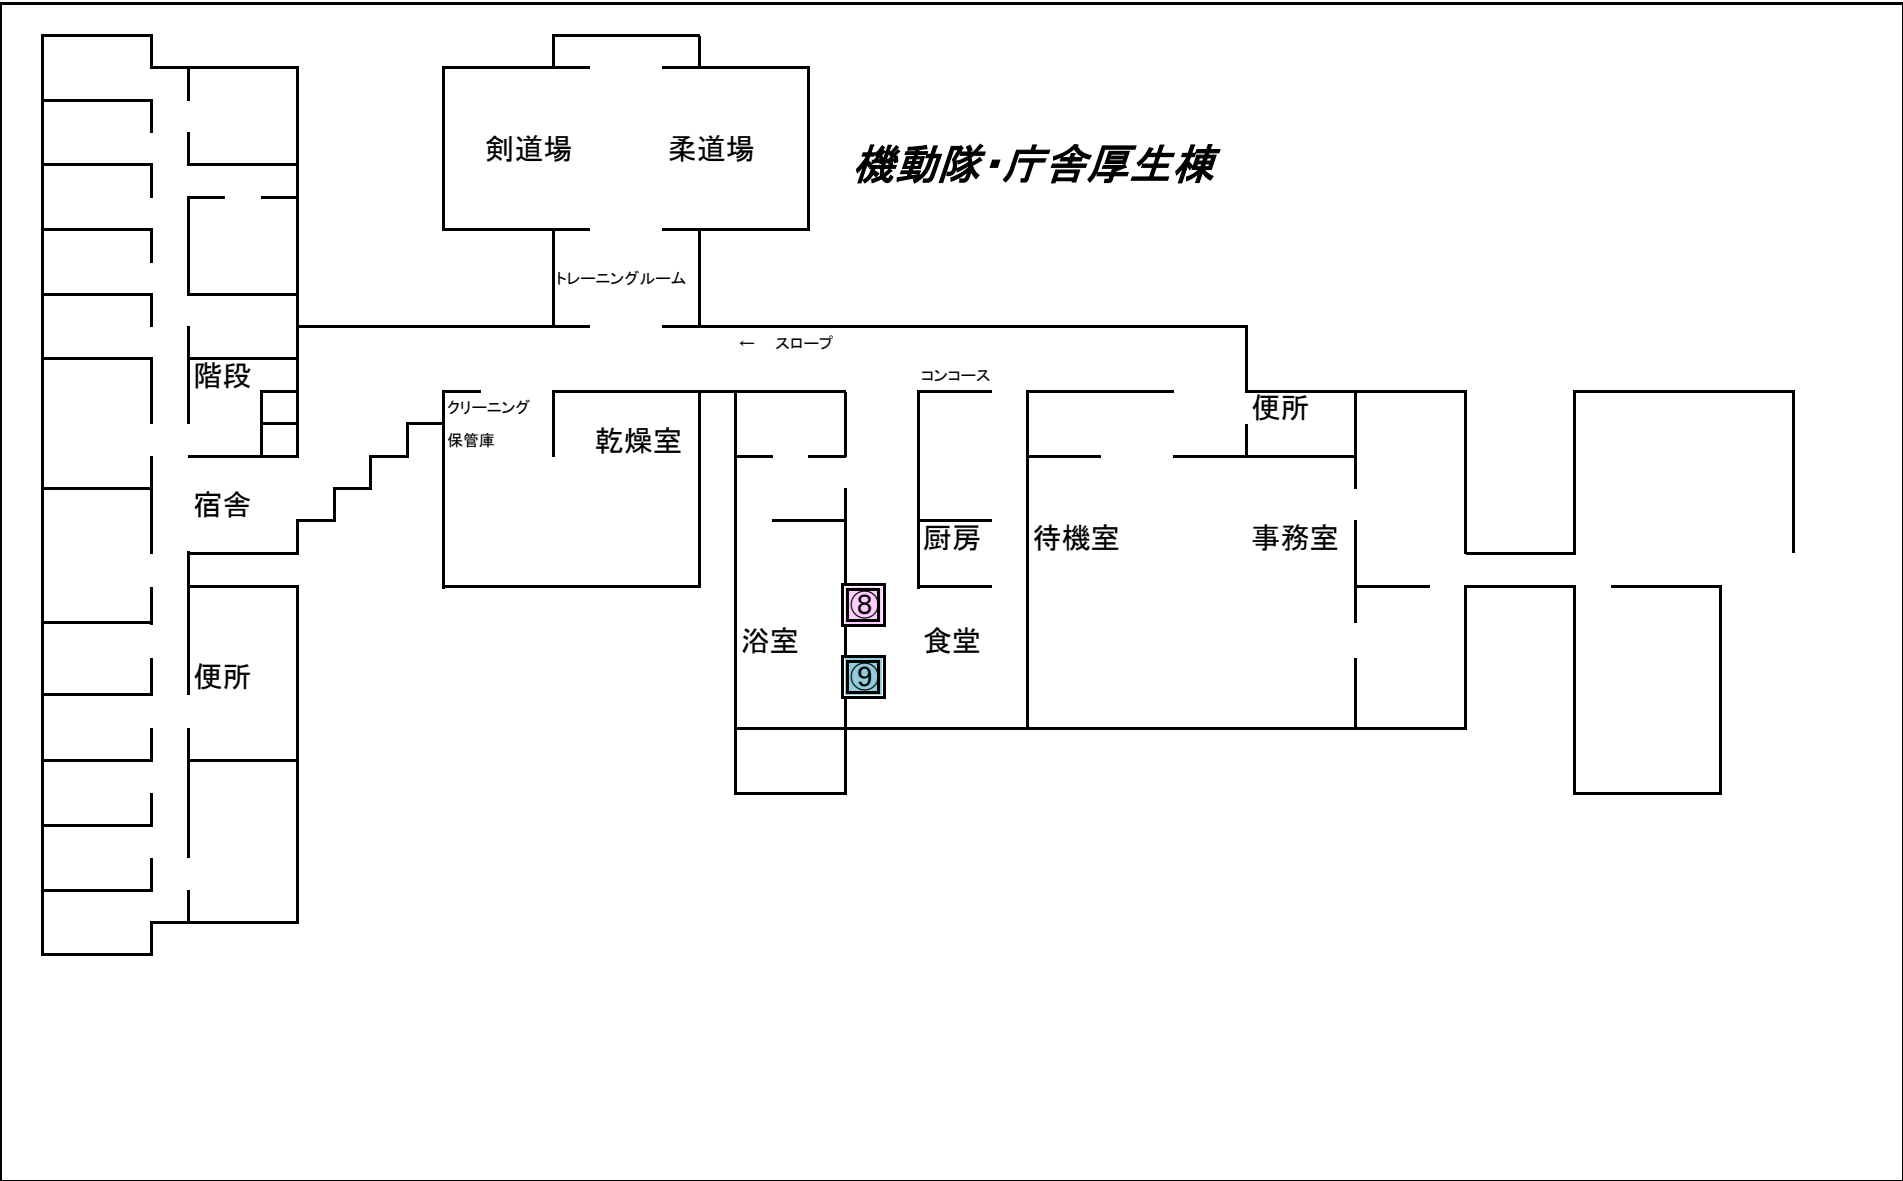 剣道場
柔道場
機動隊・庁舎厚生棟
トレーニングルーム
← スロープ
階段
コンコース
クリーニング
保管庫
便所
乾燥室
宿舎
厨房
待機室
事務室
⑧
浴室
食堂
便所
⑨